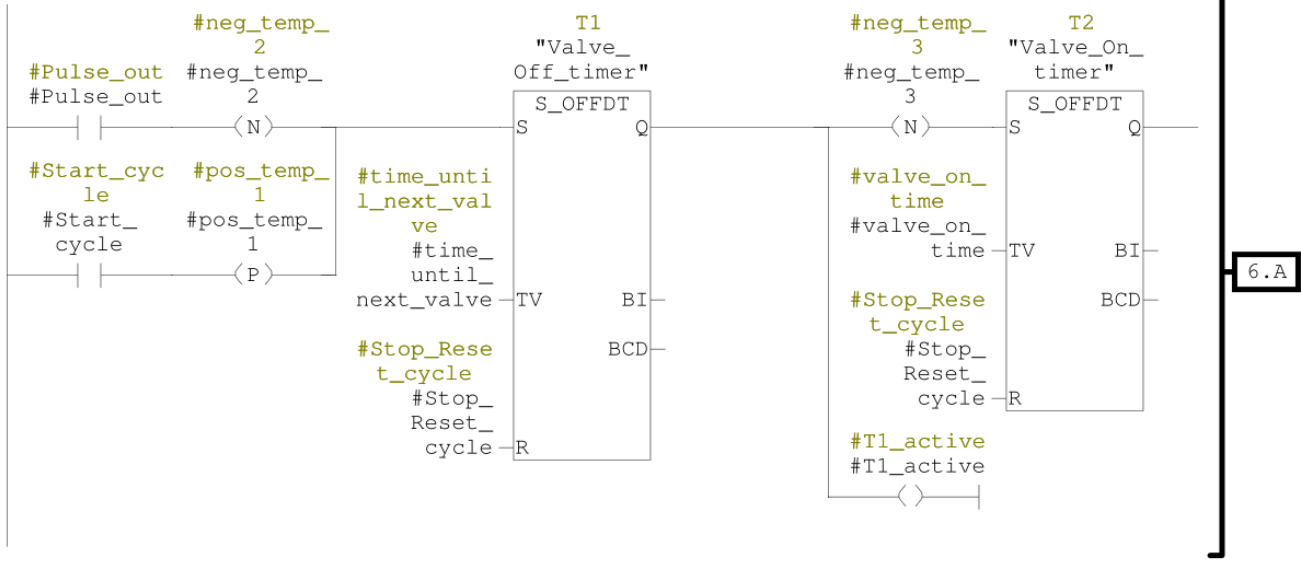 #neg_temp_
2
#Pulse_out #neg_temp_
#Pulse_out 2
(N)
#Start_cyc #pos_temp_
le 1
#Start_ #pos_temp_
cycle 1
(P)
T1
"Valve_
Off_timer"
S_OFFDT
S Q
#time_unti
l_next_val
ve
#time_
until_
next_valve TV BI
#Stop_Rese BCD
t_cycle
#Stop_
Reset_
cycle R
#neg_temp_
3
#neg_temp_
3
(N)
T2
"Valve_On_
timer"
S_OFFDT
S Q
#valve_on_
time
#valve_on_
time TV BI
#Stop_Rese BCD
t_cycle
#Stop_
Reset_
cycle R
#T1_active
#T1_active
( )
6.A